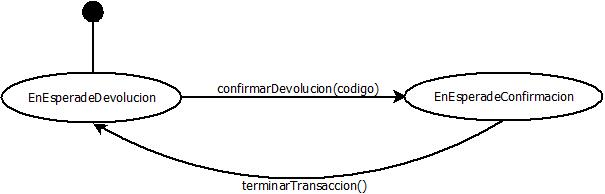 EnEsperadeDevolucion
confirmarDevolucion(codigo)
EnEsperadeConfirmacion
terminarTransaccion()